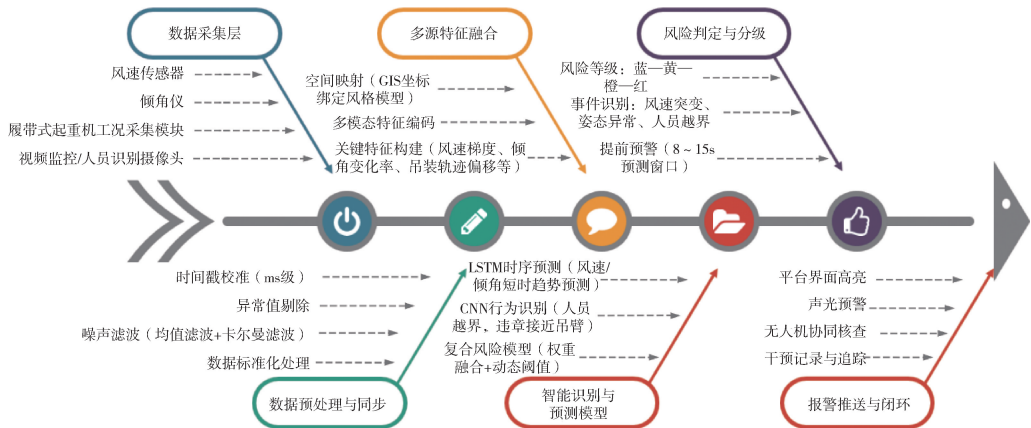 数据采集层
风速传感器
倾角仪
履带式起重机工况采集模块
视频监控/人员识别摄像头
多源特征融合
空间映射（GIS坐标
绑定风格模型）
多模态特征编码
关键特征构建（风速梯度、倾
角变化率、吊装轨迹偏移等）
风险判定与分级
风险等级：蓝—黄—
橙—红
事件识别：风速突变、
姿态异常、人员越界
提前预警（8～15s
预测窗口）
时间戳校准（ms级）
异常值剔除
噪声滤波（均值滤波+卡尔曼滤波）
数据标准化处理
数据预处理与同步
LSTM时序预测（风速/
倾角短时趋势预测）
CNN行为识别（人员
越界、违章接近吊臂）
复合风险模型（权重
融合+动态阈值）
智能识别与
预测模型
平台界面高亮
声光预警
无人机协同核查
干预记录与追踪
报警推送与闭环